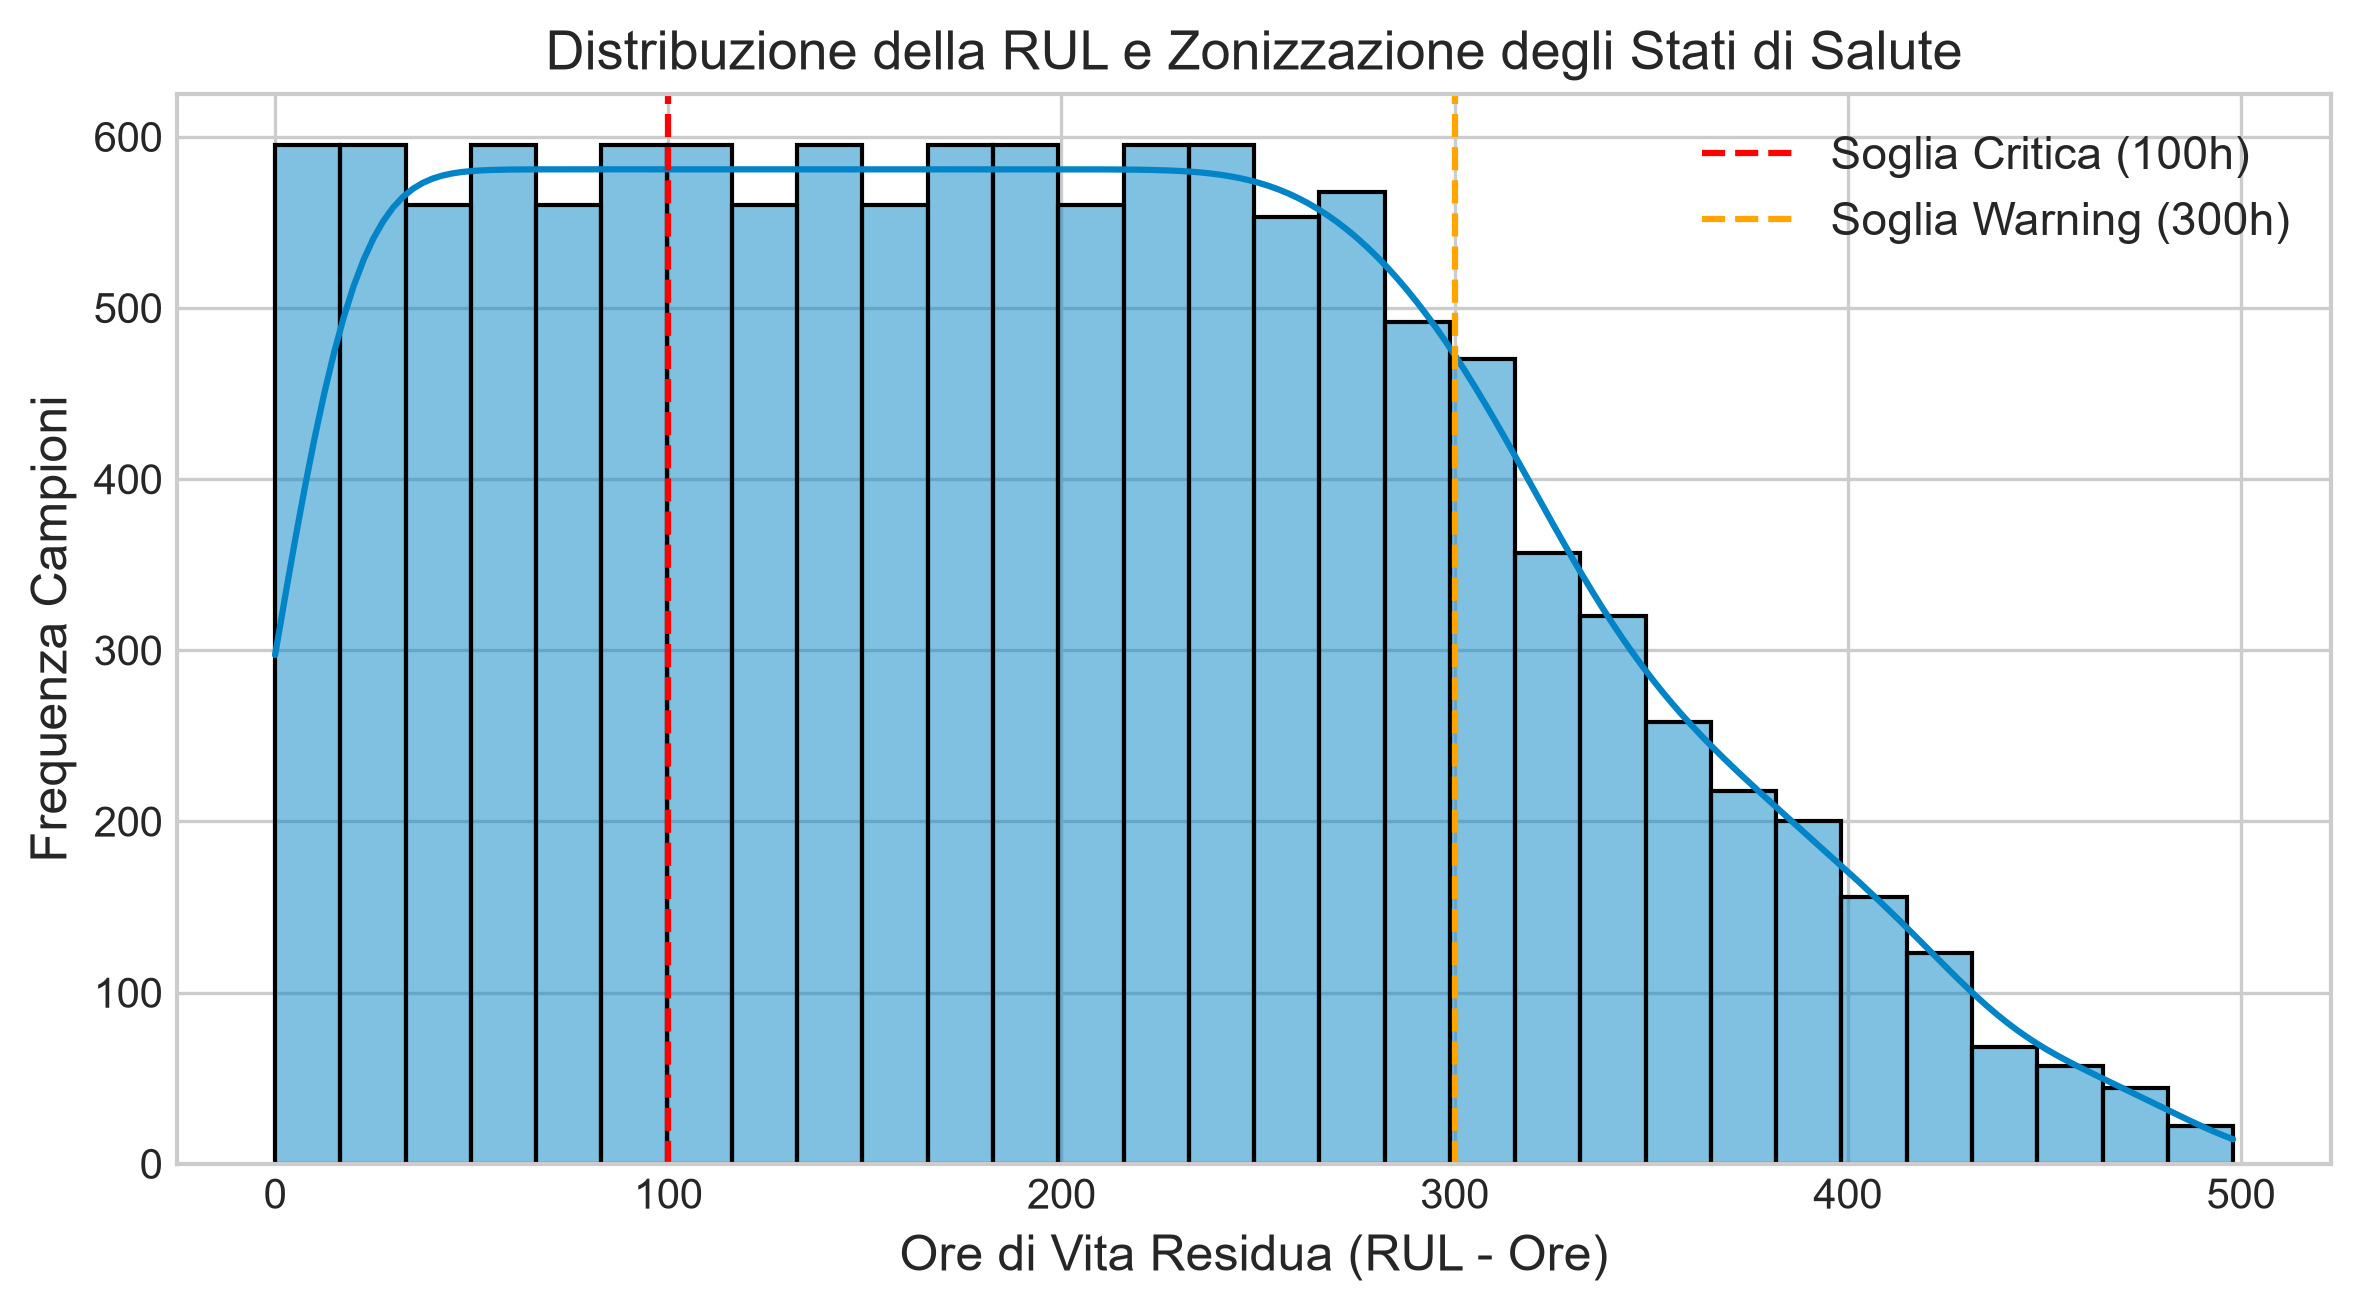 Distribuzione della RUL e Zonizzazione degli Stati di Salute
Soglia Critica (100h)
Soglia Warning (300h)
Frequenza Campioni
600
500
400
300
200
100
0
0 100 200 300 400 500
Ore di Vita Residua (RUL - Ore)